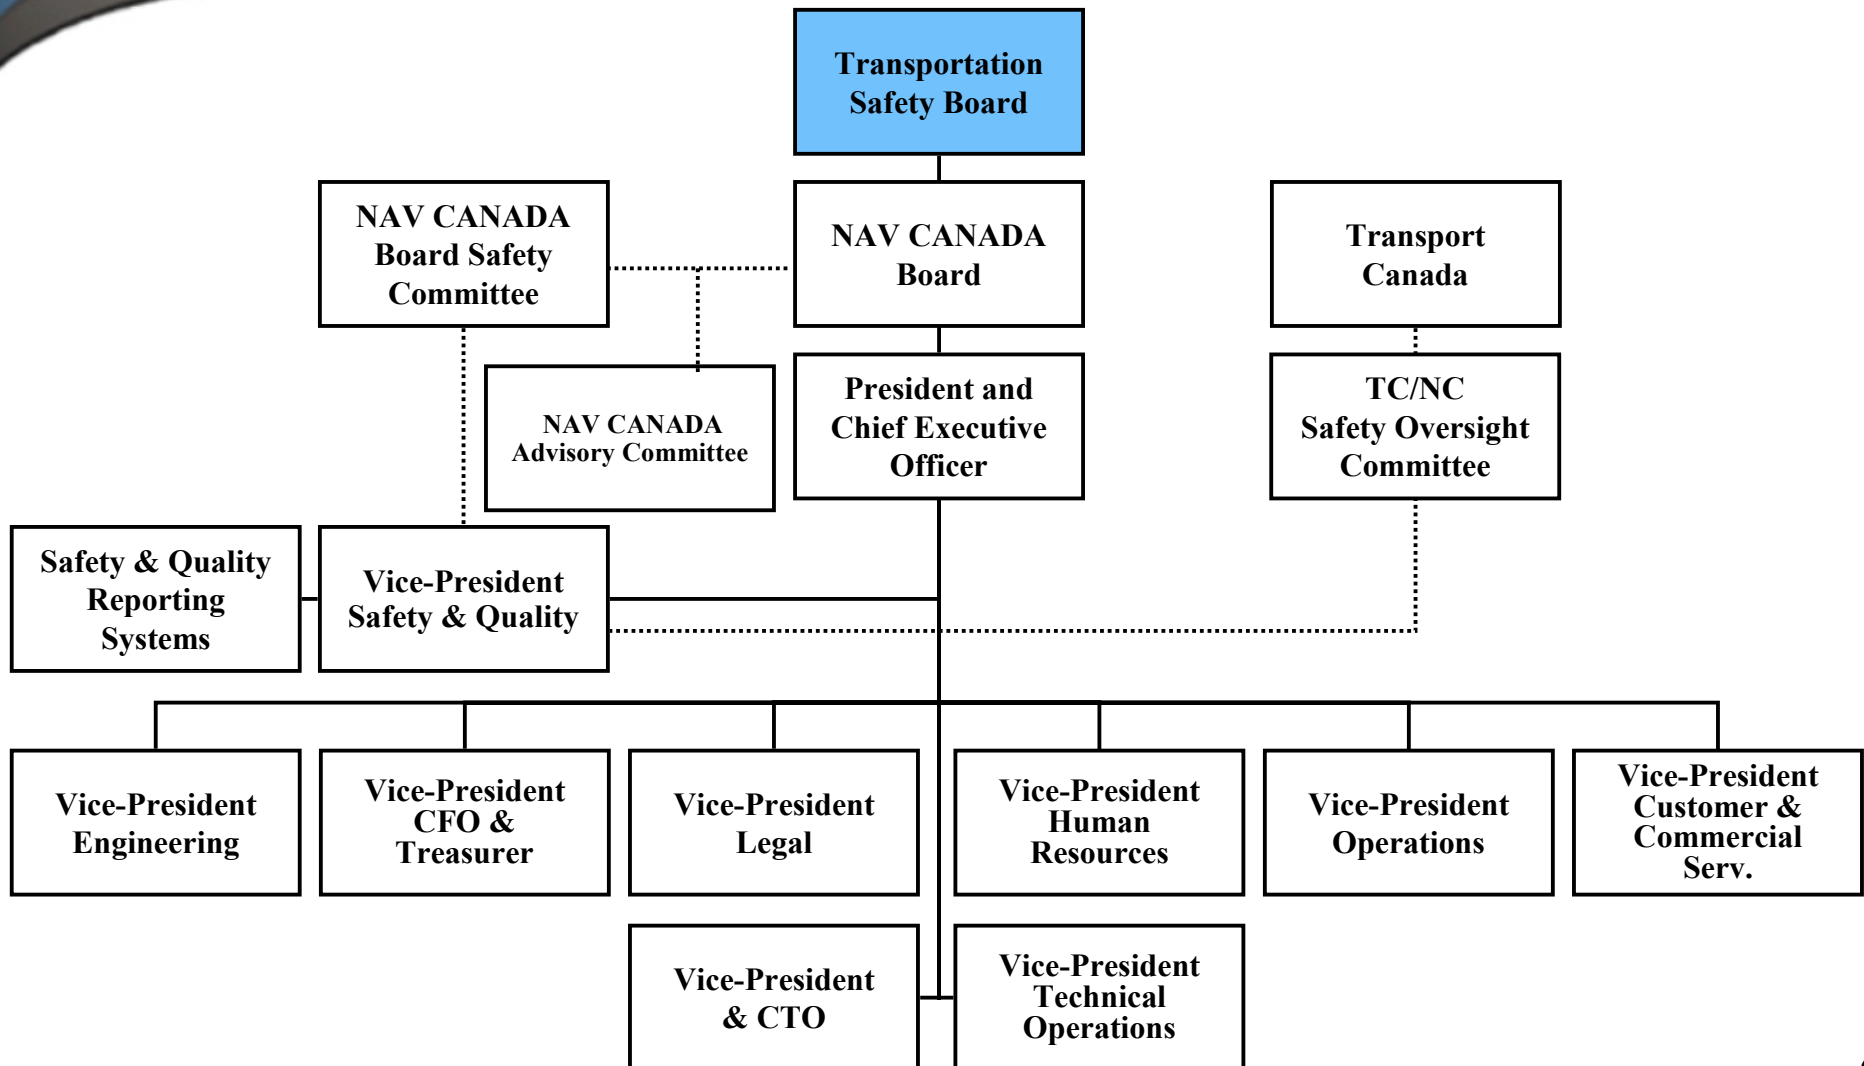 Transportation
Safety Board
NAV CANADA
Board Safety
Committee
NAV CANADA
Board
Transport
Canada
NAV CANADA
Advisory Committee
President and
Chief Executive
Officer
TC/NC
Safety Oversight
Committee
Safety & Quality
Reporting
Systems
Vice-President
Safety & Quality
Vice-President
Engineering
Vice-President
CFO &
Treasurer
Vice-President
Legal
Vice-President
Human
Resources
Vice-President
Operations
Vice-President
Customer &
Commercial
Serv.
Vice-President
& CTO
Vice-President
Technical
Operations